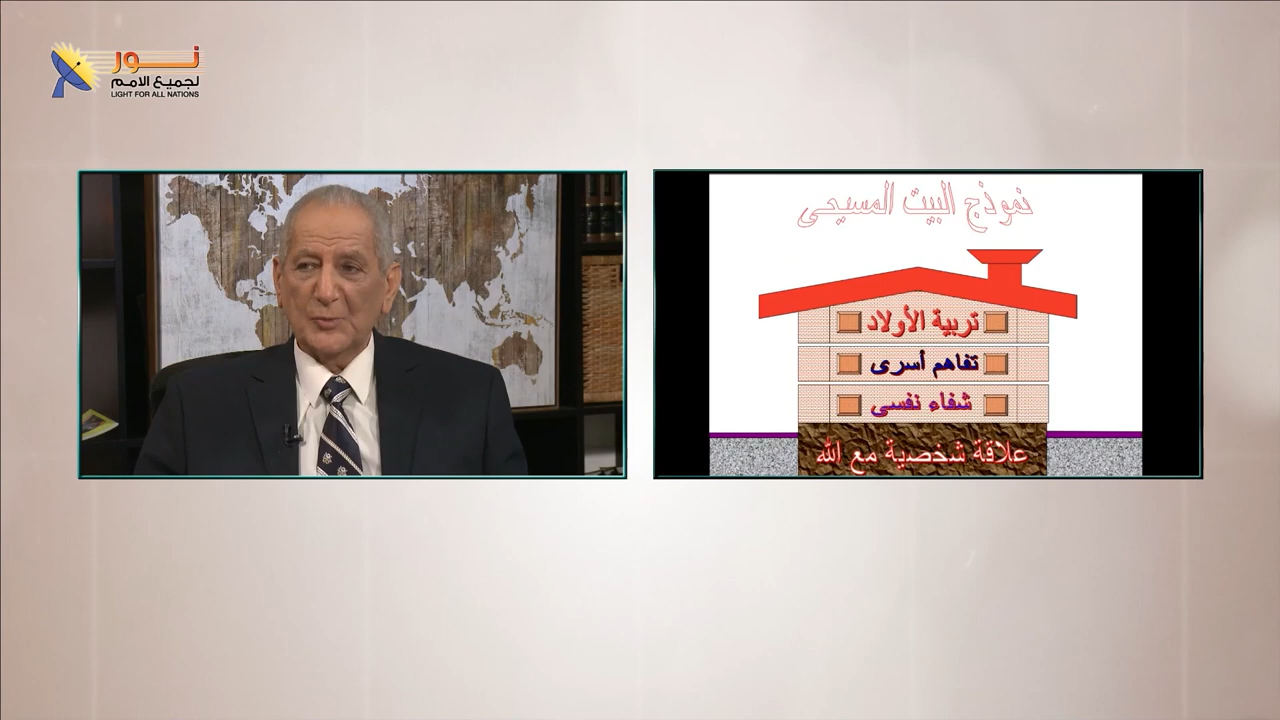 نور
لجميع الامم
LIGHT FOR ALL NATIONS
نموذج البيت المسيحى
تربية الأولاد
تفاهم أسرى
شفاء نفسى
علاقة شخصية مع الله